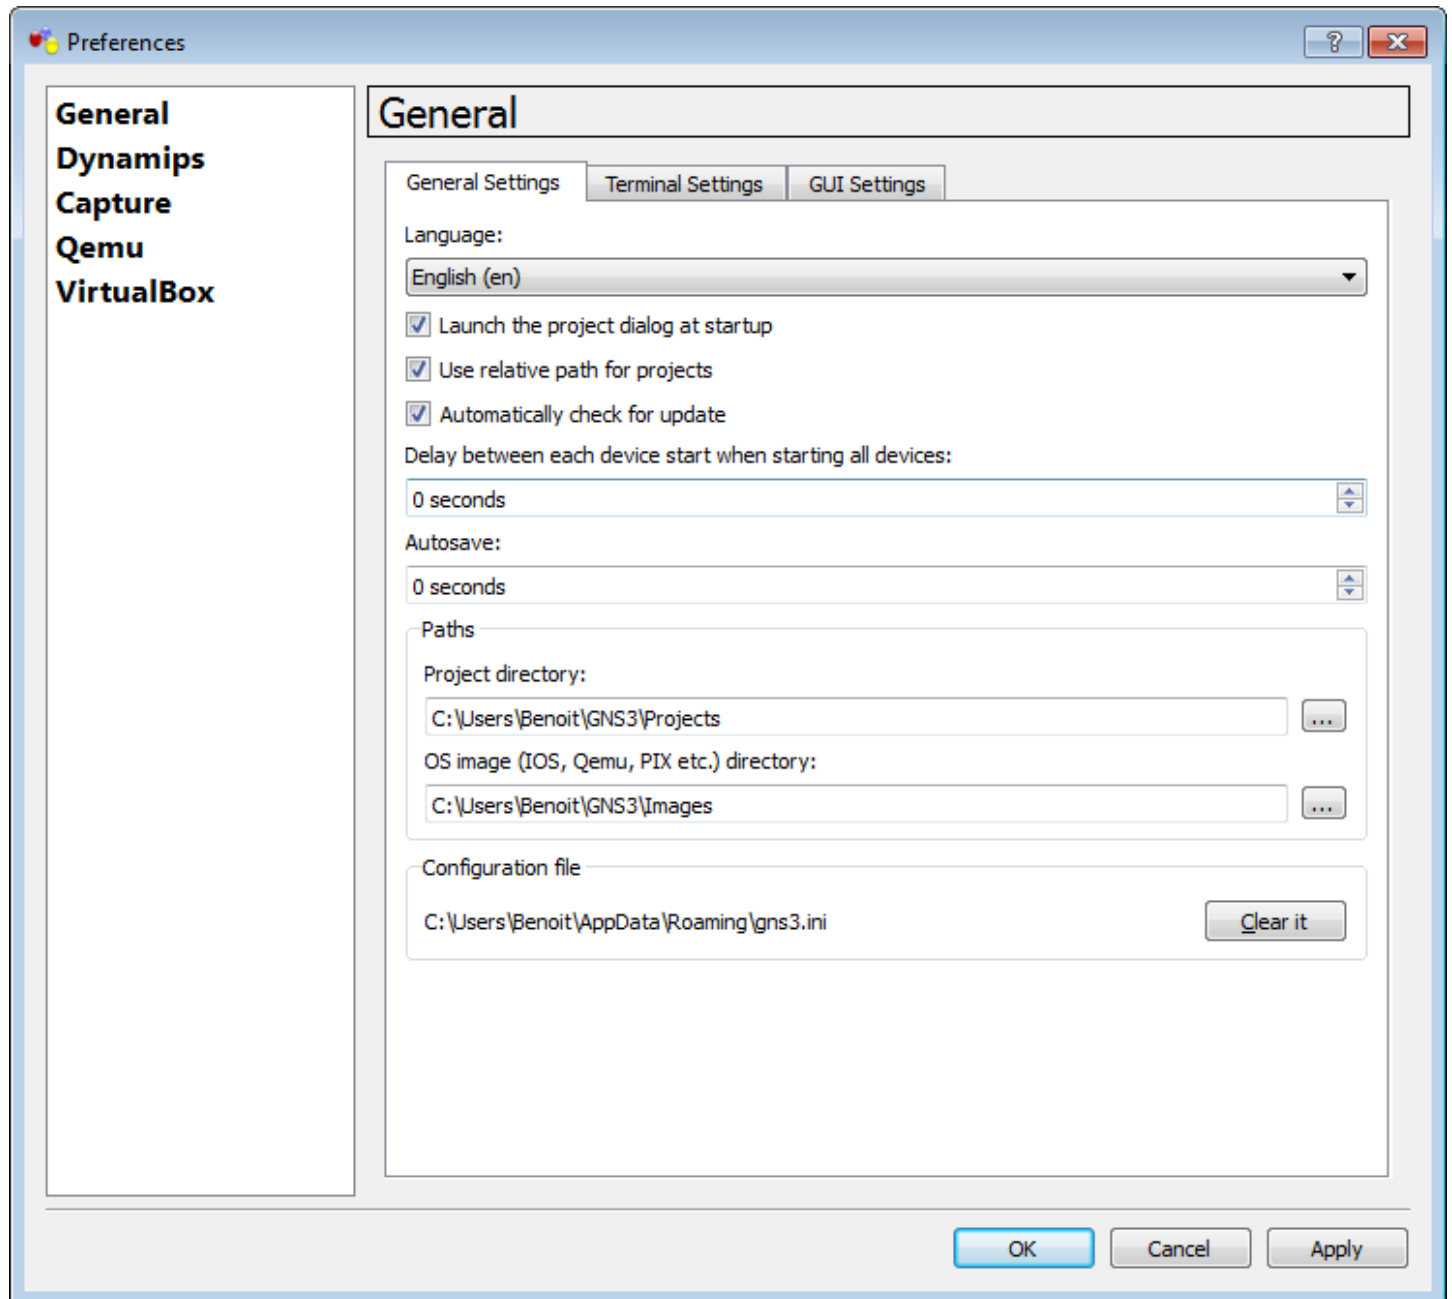 Preferences
General
Dynamips
Capture
Qemu
VirtualBox
General
General Settings Terminal Settings GUI Settings
Language:
English (en)
Launch the project dialog at startup
Use relative path for projects
Automatically check for update
Delay between each device start when starting all devices:
0 seconds
Autosave:
0 seconds
Paths
Project directory:
C:\Users\Benoit\GNS3\Projects
...
OS image (IOS, Qemu, PIX etc.) directory:
C:\Users\Benoit\GNS3\Images
...
Configuration file
C:\Users\Benoit\AppData\Roaming\gns3.ini
Clear it
OK Cancel Apply